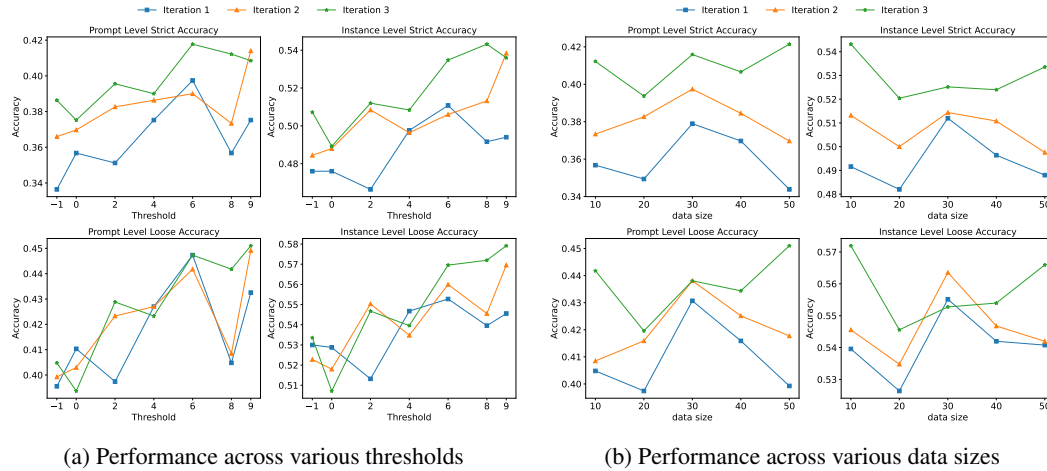 Iteration 1 Iteration 2 Iteration 3
Prompt Level Strict Accuracy
Accuracy
0.42
0.40
0.38
0.36
0.34
−1 0 2 4 6 8 9
Threshold
Instance Level Strict Accuracy
Accuracy
0.54
0.52
0.50
0.48
−1 0 2 4 6 8 9
Threshold
Prompt Level Loose Accuracy
Accuracy
0.45
0.44
0.43
0.42
0.41
0.40
−1 0 2 4 6 8 9
Threshold
Instance Level Loose Accuracy
Accuracy
0.58
0.57
0.56
0.55
0.54
0.53
0.52
0.51
−1 0 2 4 6 8 9
Threshold
(a) Performance across various thresholds
Iteration 1 Iteration 2 Iteration 3
Prompt Level Strict Accuracy
Accuracy
0.42
0.40
0.38
0.36
0.34
10 20 30 40 50
data size
Instance Level Strict Accuracy
Accuracy
0.54
0.53
0.52
0.51
0.50
0.49
0.48
10 20 30 40 50
data size
Prompt Level Loose Accuracy
Accuracy
0.45
0.44
0.43
0.42
0.41
0.40
10 20 30 40 50
data size
Instance Level Loose Accuracy
Accuracy
0.57
0.56
0.55
0.54
0.53
10 20 30 40 50
data size
(b) Performance across various data sizes